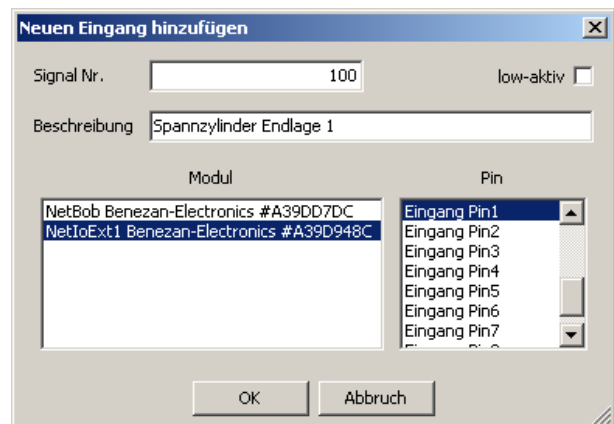 Neuen Eingang hinzufügen
Signal Nr. 100 low-aktiv
Beschreibung Spannzylinder Endlage 1
Modul Pin
NetBob Benezan-Electronics #A39DD7DC
NetIoExt1 Benezan-Electronics #A39D948C
Eingang Pin1
Eingang Pin2
Eingang Pin3
Eingang Pin4
Eingang Pin5
Eingang Pin6
Eingang Pin7
OK Abbruch